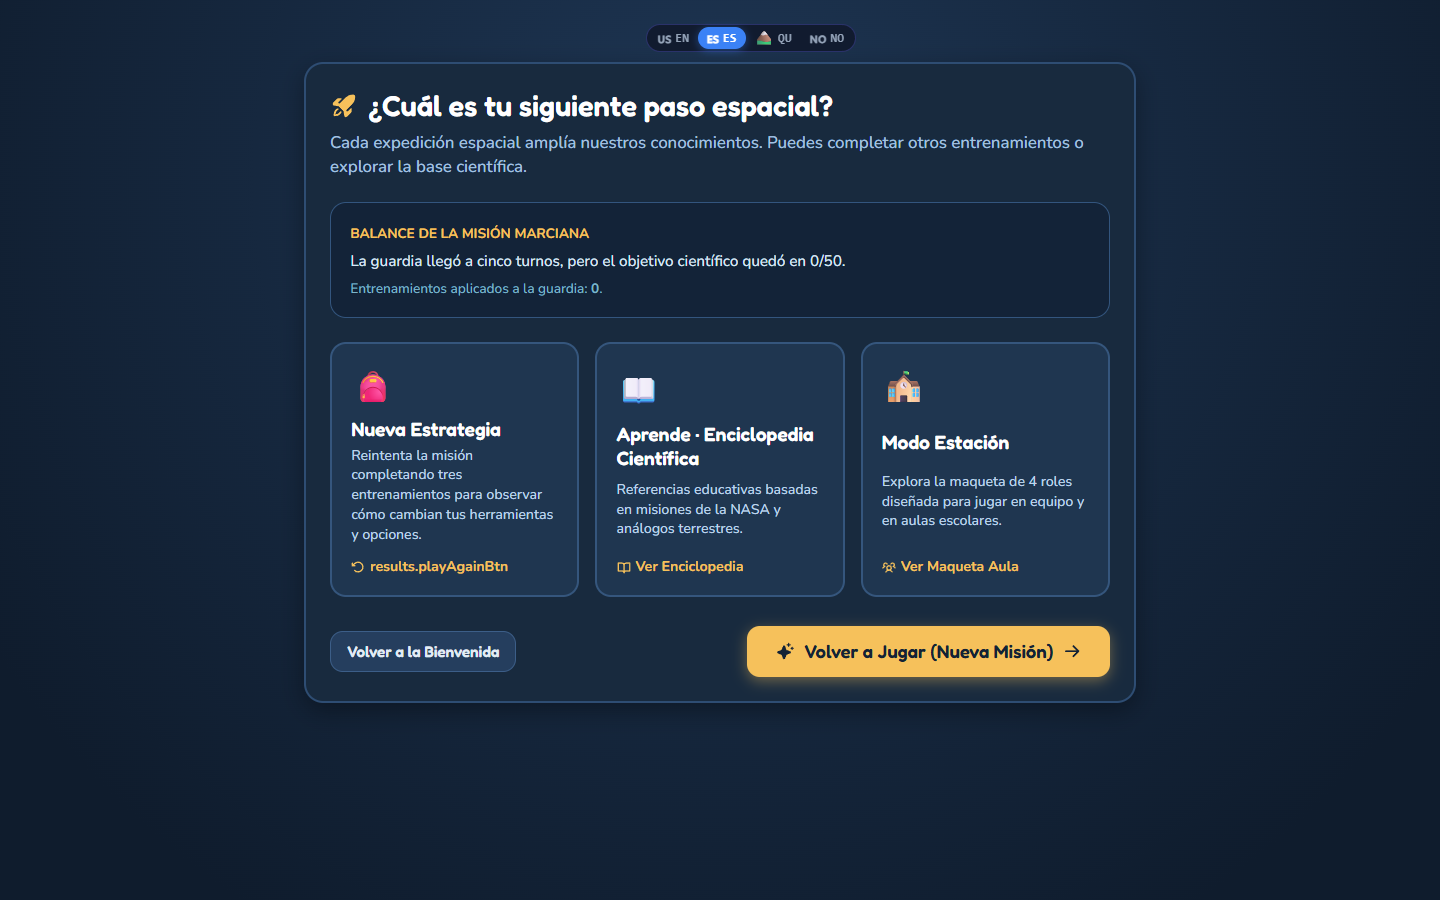 US EN ES ES QU NO NO
¿Cuál es tu siguiente paso espacial?
Cada expedición espacial amplía nuestros conocimientos. Puedes completar otros entrenamientos o
explorar la base científica.
BALANCE DE LA MISIÓN MARCIANA
La guardia llegó a cinco turnos, pero el objetivo científico quedó en 0/50.
Entrenamientos aplicados a la guardia: 0.
Nueva Estrategia
Reintenta la misión
completando tres
entrenamientos para observar
cómo cambian tus herramientas
y opciones.
results.playAgainBtn
Aprende · Enciclopedia
Científica
Referencias educativas basadas
en misiones de la NASA y
análogos terrestres.
Ver Enciclopedia
Modo Estación
Explora la maqueta de 4 roles
diseñada para jugar en equipo y
en aulas escolares.
Ver Maqueta Aula
Volver a la Bienvenida
Volver a Jugar (Nueva Misión)